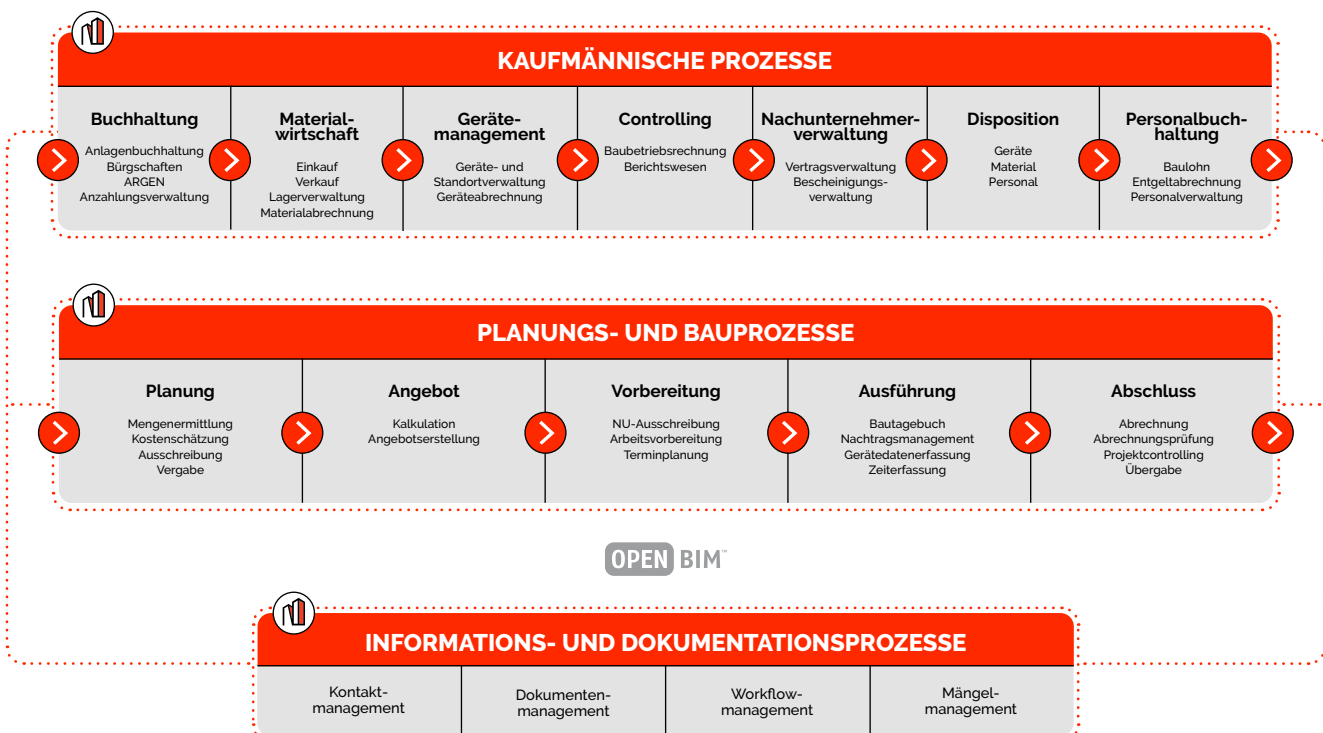 KAUFMÄNNISCHE PROZESSE
Buchhaltung
Anlagenbuchhaltung
Bürgschaften
ARGEN
Anzahlungsverwaltung
Material-
wirtschaft
Einkauf
Verkauf
Lagerverwaltung
Materialabrechnung
Geräte-
management
Geräte- und
Standortverwaltung
Geräteabrechnung
Controlling
Baubetriebsrechnung
Berichtswesen
Nachunternehmer-
verwaltung
Vertragsverwaltung
Bescheinigungs-
verwaltung
Disposition
Geräte
Material
Personal
Personalbuch-
haltung
Baulohn
Entgeltabrechnung
Personalverwaltung
PLANUNGS- UND BAUPROZESSE
Planung
Mengenermittlung
Kostenschätzung
Ausschreibung
Vergabe
Angebot
Kalkulation
Angebotserstellung
Vorbereitung
NU-Ausschreibung
Arbeitsvorbereitung
Terminplanung
Ausführung
Bautagebuch
Nachtragsmanagement
Gerätedatenerfassung
Zeiterfassung
Abschluss
Abrechnung
Abrechnungsprüfung
Projektcontrolling
Übergabe
OPEN BIM™
INFORMATIONS- UND DOKUMENTATIONSPROZESSE
Kontakt-
management
Dokumenten-
management
Workflow-
management
Mängel-
management